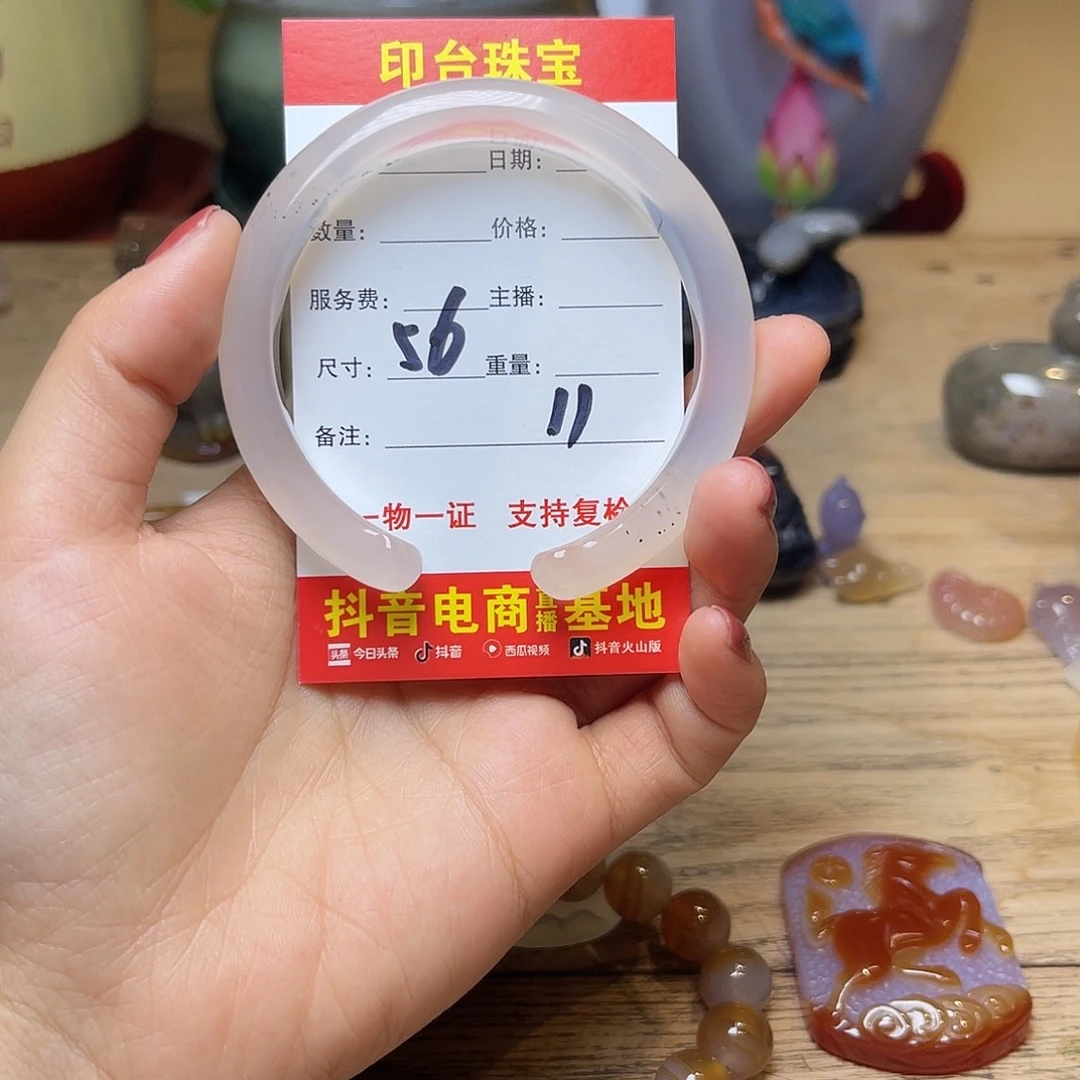 印台珠宝
日期：
数量： 价格：
服务费： 主播：
尺寸： 56 重量：
11
备注：
一物一证 支持复检
抖音电商直播基地
头条 今日头条 抖音 西瓜视频 抖音火山版